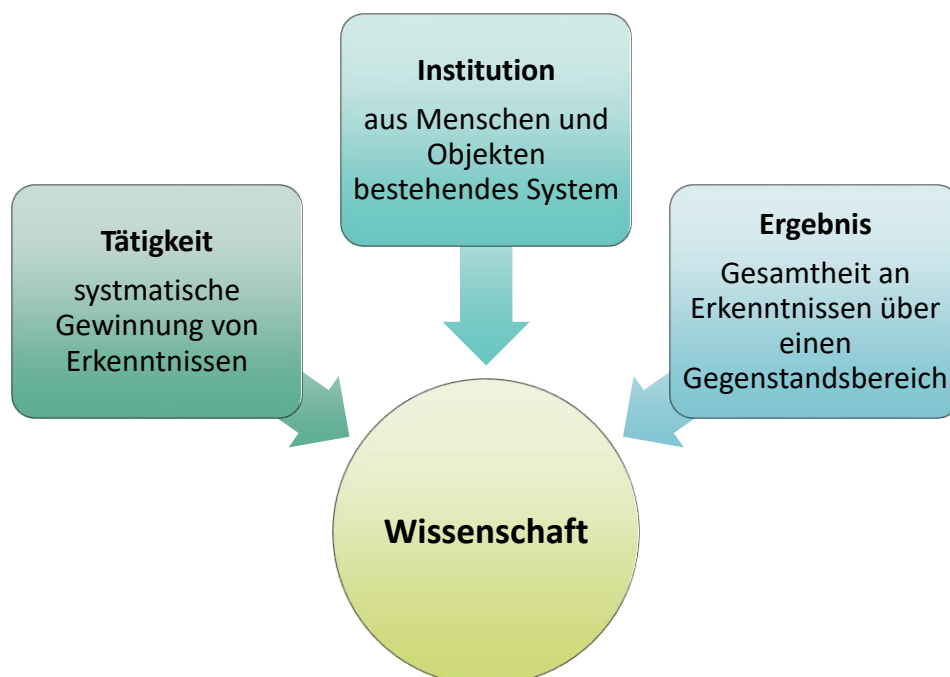 Institution
aus Menschen und
Objekten
bestehendes System
Tätigkeit
systmatische
Gewinnung von
Erkenntnissen
Ergebnis
Gesamtheit an
Erkenntnissen über
einen
Gegenstandsbereich
Wissenschaft